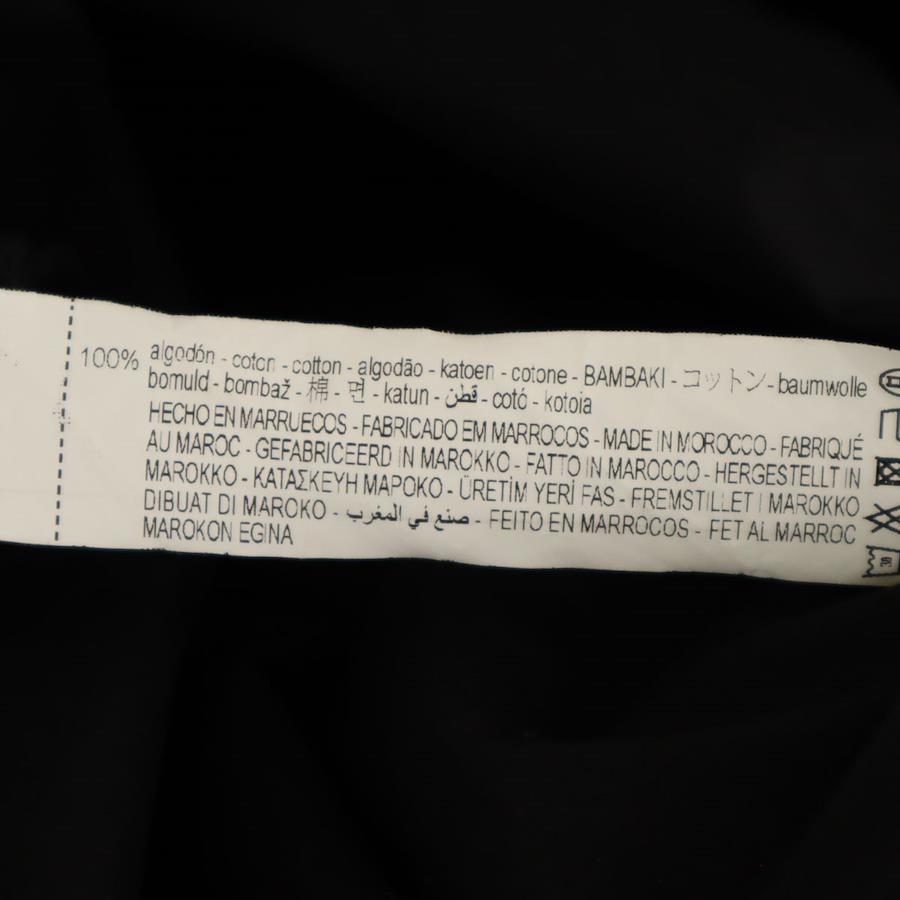 100% algodón - coton - cotton - algodão - katoen - cotone - BAMBAKI - コットン - baumwolle
bomuld - bombaž - 棉 - 면 - katun - قطن - cotó - kotoia
HECHO EN MARRUECOS - FABRICADO EM MARROCOS - MADE IN MOROCCO - FABRIQUÉ
AU MAROC - GEFABRICEERD IN MAROKKO - FATTO IN MAROCCO - HERGESTELLT IN
MAROKKO - ΚΑΤΑΣΚΕΥΗ ΜΑΡΟΚΟ - ÜRETİM YERİ FAS - FREMSTILLET I MAROKKO
DIBUAT DI MAROKO - صنع في المغرب - FEITO EN MARROCOS - FET AL MARROC
MAROKON EGINA
30